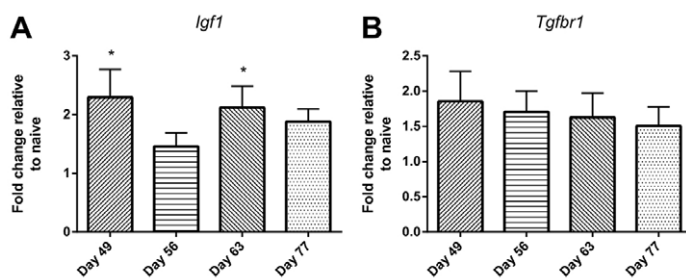 A
Igf1
*
*
Fold change relative
to naive
3
2
1
0
Day 49
Day 56
Day 63
Day 77
B
Tgfbr1
Fold change relative
to naive
2.5
2.0
1.5
1.0
0.5
0.0
Day 49
Day 56
Day 63
Day 77